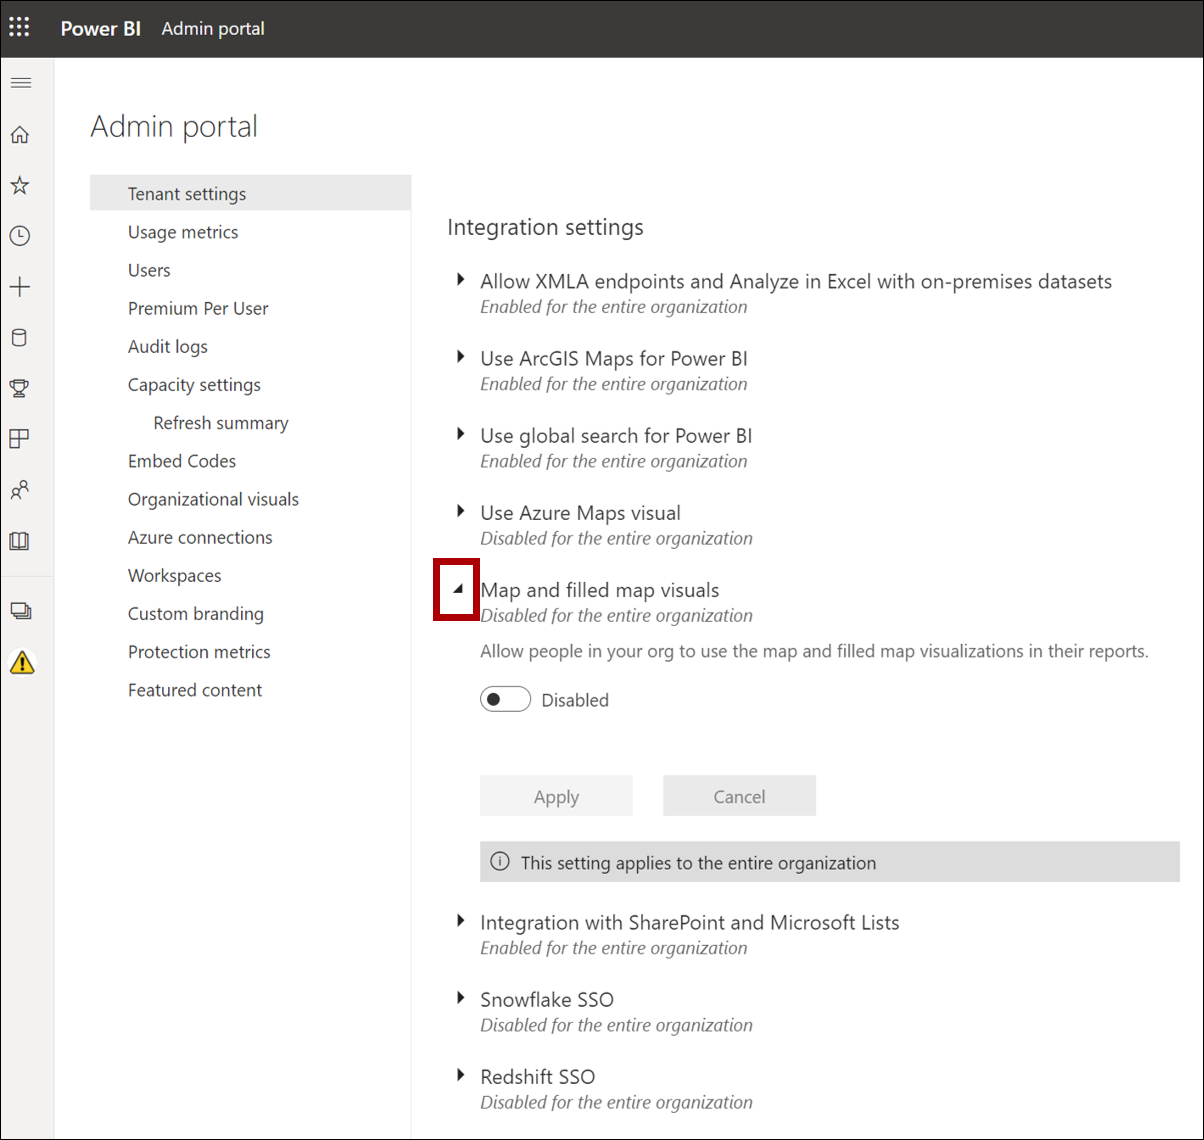 Power BI Admin portal
Admin portal
Tenant settings
Usage metrics
Users
Premium Per User
Audit logs
Capacity settings
Refresh summary
Embed Codes
Organizational visuals
Azure connections
Workspaces
Custom branding
Protection metrics
Featured content
Integration settings
Allow XMLA endpoints and Analyze in Excel with on-premises datasets
Enabled for the entire organization
Use ArcGIS Maps for Power BI
Enabled for the entire organization
Use global search for Power BI
Enabled for the entire organization
Use Azure Maps visual
Disabled for the entire organization
Map and filled map visuals
Disabled for the entire organization
Allow people in your org to use the map and filled map visualizations in their reports.
Disabled
Apply Cancel
This setting applies to the entire organization
Integration with SharePoint and Microsoft Lists
Enabled for the entire organization
Snowflake SSO
Disabled for the entire organization
Redshift SSO
Disabled for the entire organization